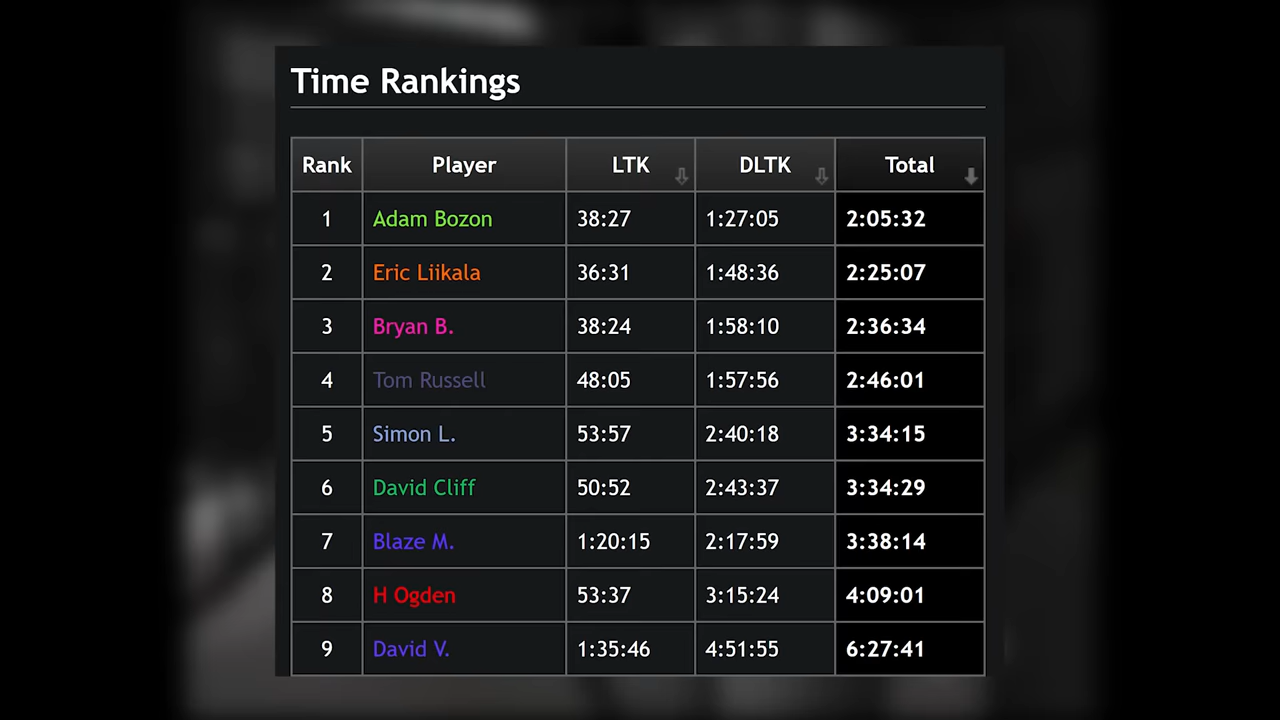 Time Rankings
Rank Player LTK DLTK Total
1 Adam Bozon 38:27 1:27:05 2:05:32
2 Eric Liikala 36:31 1:48:36 2:25:07
3 Bryan B. 38:24 1:58:10 2:36:34
4 Tom Russell 48:05 1:57:56 2:46:01
5 Simon L. 53:57 2:40:18 3:34:15
6 David Cliff 50:52 2:43:37 3:34:29
7 Blaze M. 1:20:15 2:17:59 3:38:14
8 H Ogden 53:37 3:15:24 4:09:01
9 David V. 1:35:46 4:51:55 6:27:41